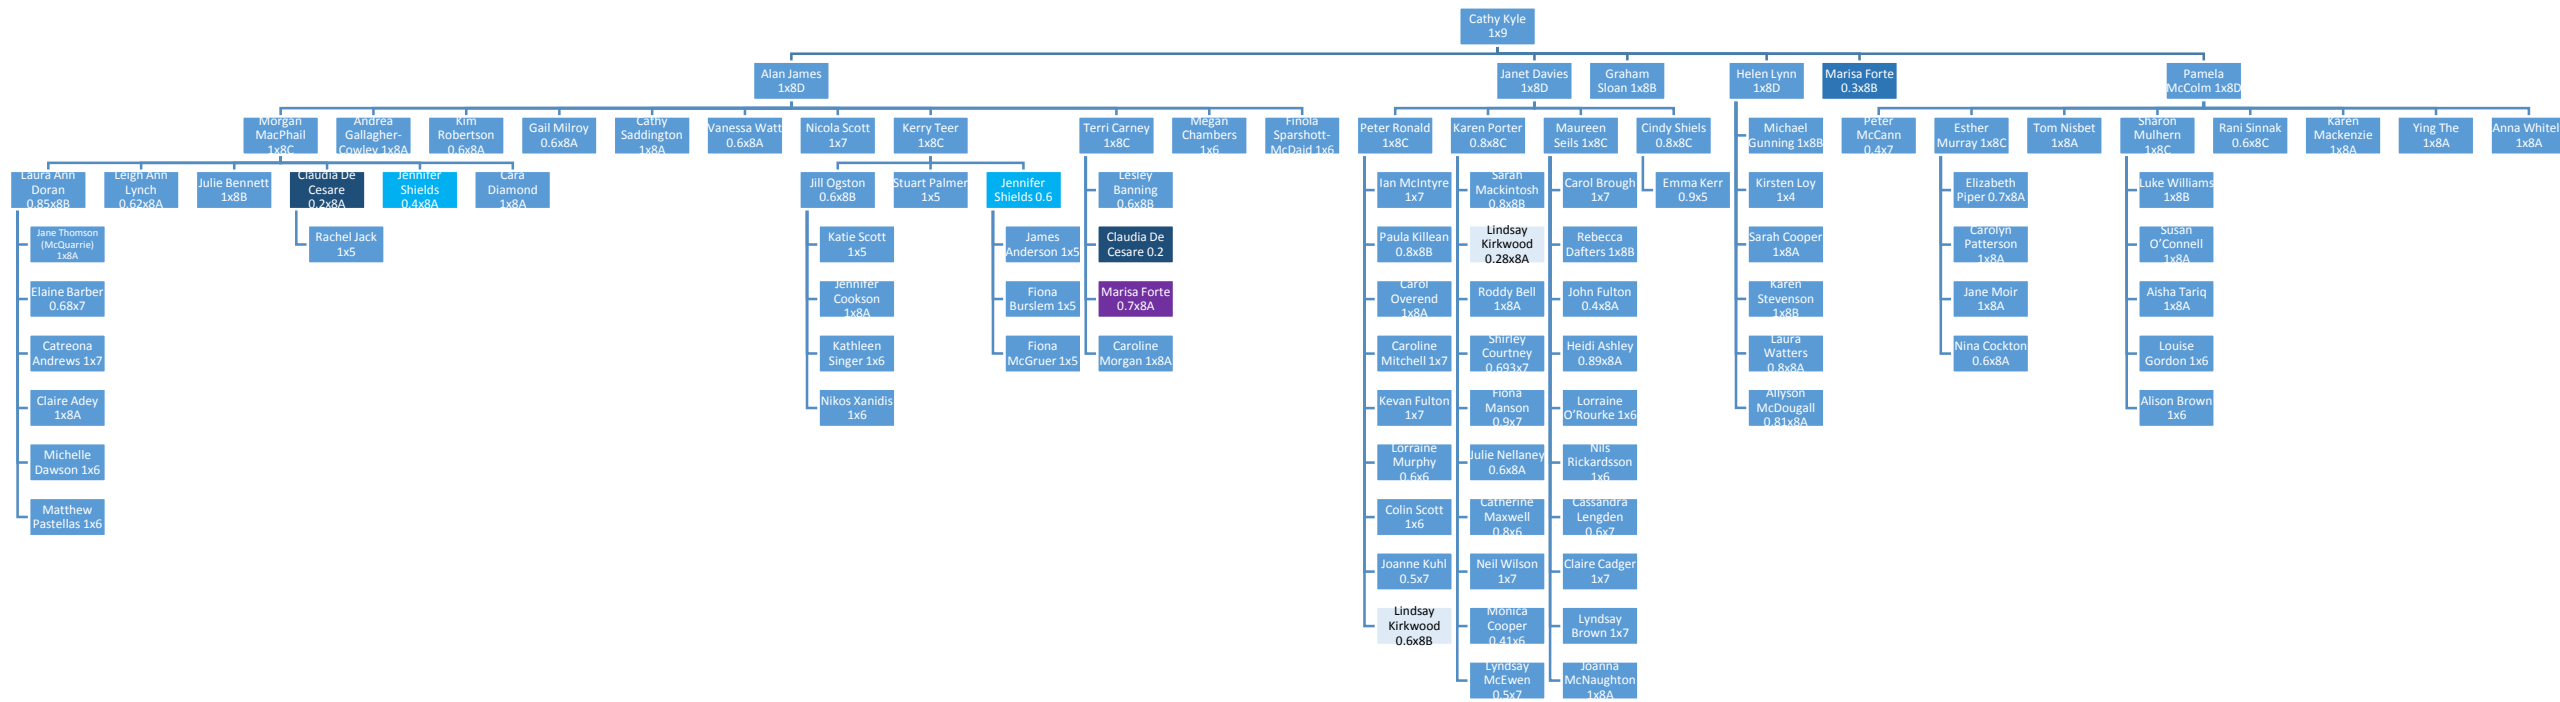 Cathy Kyle
1x9
Alan James
1x8D
Janet Davies
1x8D
Graham
Sloan 1x8B
Helen Lynn
1x8D
Marisa Forte
0.3x8B
Pamela
McColm 1x8D
Morgan
MacPhail
1x8C
Andrea
Gallagher-
Cowley 1x8A
Kim
Robertson
0.6x8A
Gail Milroy
0.6x8A
Cathy
Saddington
1x8A
Vanessa Watt
0.6x8A
Nicola Scott
1x7
Kerry Teer
1x8C
Terri Carney
1x8C
Megan
Chambers
1x6
Finola
Sparshott-
McDaid 1x6
Peter Ronald
1x8C
Karen Porter
0.8x8C
Maureen
Seils 1x8C
Cindy Shiels
0.8x8C
Michael
Gunning 1x8B
Peter
McCann
0.4x7
Esther
Murray 1x8C
Tom Nisbet
1x8A
Sharon
Mulhern
1x8C
Rani Sinnak
0.6x8C
Karen
Mackenzie
1x8A
Ying The
1x8A
Anna Whitel
1x8A
Laura Ann
Doran
0.85x8B
Leigh Ann
Lynch
0.62x8A
Julie Bennett
1x8B
Claudia De
Cesare
0.2x8A
Jennifer
Shields
0.4x8A
Cara
Diamond
1x8A
Jill Ogston
0.6x8B
Stuart Palmer
1x5
Jennifer
Shields 0.6
Lesley
Banning
0.6x8B
Ian McIntyre
1x7
Sarah
Mackintosh
0.8x8B
Carol Brough
1x7
Emma Kerr
0.9x5
Kirsten Loy
1x4
Elizabeth
Piper 0.7x8A
Luke Williams
1x8B
Jane Thomson
(McQuarrie)
1x8A
Rachel Jack
1x5
Katie Scott
1x5
James
Anderson 1x5
Claudia De
Cesare 0.2
Paula Killean
0.8x8B
Lindsay
Kirkwood
0.28x8A
Rebecca
Dafters 1x8B
Sarah Cooper
1x8A
Carolyn
Patterson
1x8A
Susan
O'Connell
1x8A
Elaine Barber
0.68x7
Jennifer
Cookson
1x8A
Fiona
Burslem 1x5
Marisa Forte
0.7x8A
Carol
Overend
1x8A
Roddy Bell
1x8A
John Fulton
0.4x8A
Karen
Stevenson
1x8B
Jane Moir
1x8A
Aisha Tariq
1x8A
Catreona
Andrews 1x7
Kathleen
Singer 1x6
Fiona
McGruer 1x5
Caroline
Morgan 1x8A
Caroline
Mitchell 1x7
Shirley
Courtney
0.693x7
Heidi Ashley
0.89x8A
Laura
Watters
0.8x8A
Nina Cockton
0.6x8A
Louise
Gordon 1x6
Claire Adey
1x8A
Nikos Xanidis
1x6
Kevan Fulton
1x7
Fiona
Manson
0.9x7
Lorraine
O'Rourke 1x6
Allyson
McDougall
0.81x8A
Alison Brown
1x6
Michelle
Dawson 1x6
Lorraine
Murphy
0.6x6
Julie Nellaney
0.6x8A
Nils
Rickardsson
1x6
Matthew
Pastellas 1x6
Colin Scott
1x6
Catherine
Maxwell
0.8x6
Cassandra
Lengden
0.6x7
Joanne Kuhl
0.5x7
Neil Wilson
1x7
Claire Cadger
1x7
Lindsay
Kirkwood
0.6x8B
Monica
Cooper
0.41x6
Lyndsay
Brown 1x7
Lyndsay
McEwen
0.5x7
Joanna
McNaughton
1x8A